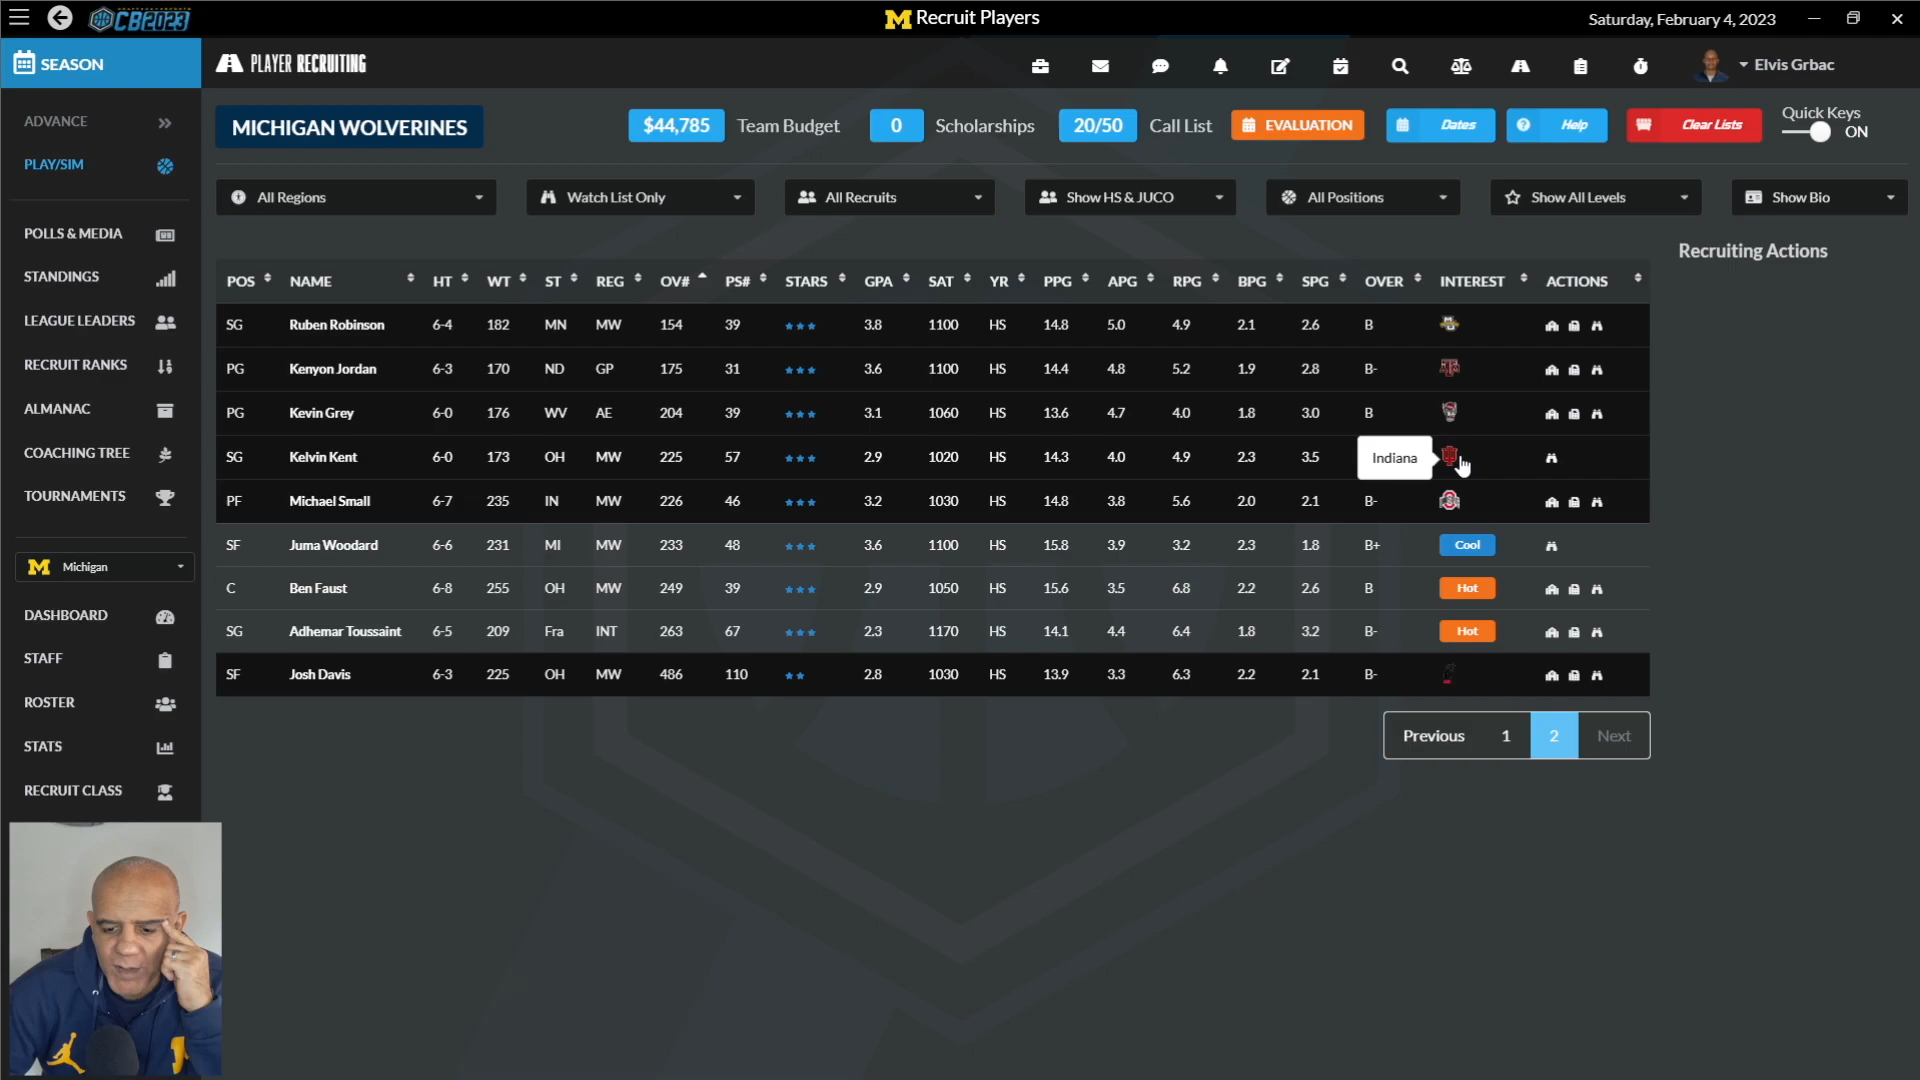 CB2023
Recruit Players
Saturday, February 4, 2023
SEASON
PLAYER RECRUITING
Elvis Grbac
ADVANCE
PLAY/SIM
POLLS & MEDIA
STANDINGS
LEAGUE LEADERS
RECRUIT RANKS
ALMANAC
COACHING TREE
TOURNAMENTS
Michigan
DASHBOARD
STAFF
ROSTER
STATS
RECRUIT CLASS
MICHIGAN WOLVERINES
$44,785 Team Budget 0 Scholarships 20/50 Call List EVALUATION Dates Help Clear Lists Quick Keys ON
All Regions Watch List Only All Recruits Show HS & JUCO All Positions Show All Levels Show Bio
Recruiting Actions
POS NAME HT WT ST REG OV# PS# STARS GPA SAT YR PPG APG RPG BPG SPG OVER INTEREST ACTIONS
SG Ruben Robinson 6-4 182 MN MW 154 39 3.8 1100 HS 14.8 5.0 4.9 2.1 2.6 B
PG Kenyon Jordan 6-3 170 ND GP 175 31 3.6 1100 HS 14.4 4.8 5.2 1.9 2.8 B-
PG Kevin Grey 6-0 176 WV AE 204 39 3.1 1060 HS 13.6 4.7 4.0 1.8 3.0 B
SG Kelvin Kent 6-0 173 OH MW 225 57 2.9 1020 HS 14.3 4.0 4.9 2.3 3.5 Indiana
PF Michael Small 6-7 235 IN MW 226 46 3.2 1030 HS 14.8 3.8 5.6 2.0 2.1 B-
SF Juma Woodard 6-6 231 MI MW 233 48 3.6 1100 HS 15.8 3.9 3.2 2.3 1.8 B+ Cool
C Ben Faust 6-8 255 OH MW 249 39 2.9 1050 HS 15.6 3.5 6.8 2.2 2.6 B Hot
SG Adhemar Toussaint 6-5 209 Fra INT 263 67 2.3 1170 HS 14.1 4.4 6.4 1.8 3.2 B- Hot
SF Josh Davis 6-3 225 OH MW 486 110 2.8 1030 HS 13.9 3.3 6.3 2.2 2.1 B-
Previous 1 2 Next